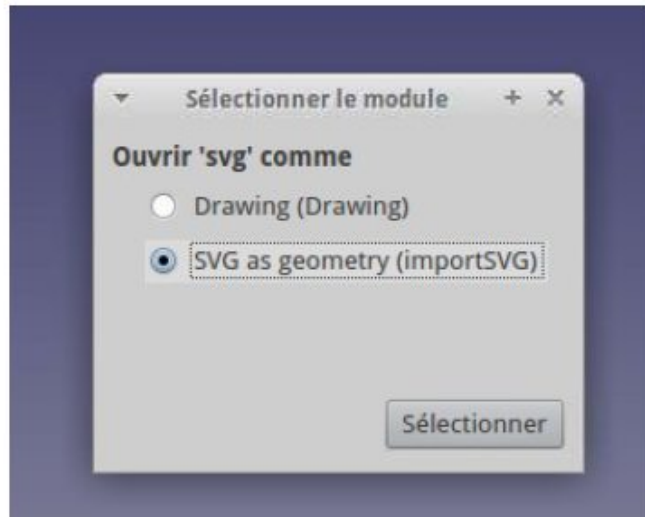 Sélectionner le module
Ouvrir 'svg' comme
Drawing (Drawing)
SVG as geometry (importSVG)
Sélectionner